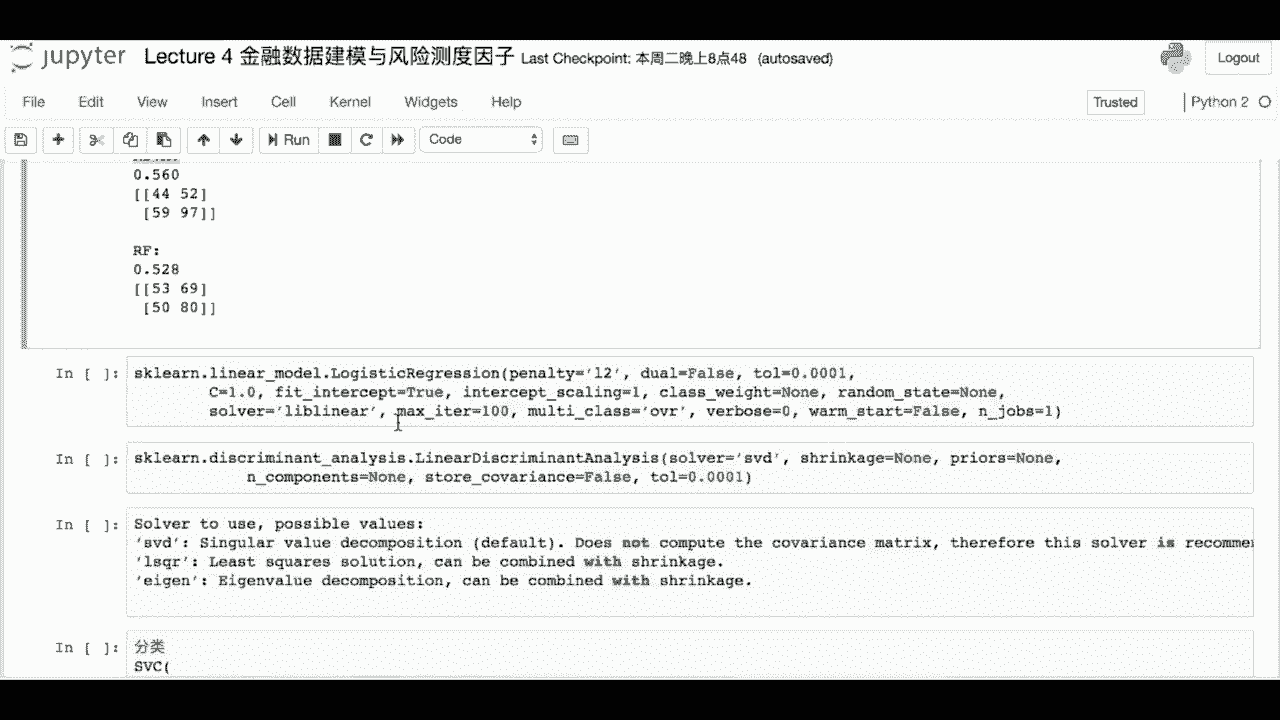 jupyter Lecture 4 金融数据建模与风险测度因子 Last Checkpoint: 本周二晚上8点48 (autosaved) Logout
File Edit View Insert Cell Kernel Widgets Help Trusted Python 2
Run Code
0.560
[[44 52]
[59 97]]
RF:
0.528
[[53 69]
[50 80]]
In [ ]: sklearn.linear_model.LogisticRegression(penalty='l2', dual=False, tol=0.0001,
C=1.0, fit_intercept=True, intercept_scaling=1, class_weight=None, random_state=None,
solver='liblinear', max_iter=100, multi_class='ovr', verbose=0, warm_start=False, n_jobs=1)
In [ ]: sklearn.discriminant_analysis.LinearDiscriminantAnalysis(solver='svd', shrinkage=None, priors=None,
n_components=None, store_covariance=False, tol=0.0001)
In [ ]: Solver to use, possible values:
'svd': Singular value decomposition (default). Does not compute the covariance matrix, therefore this solver is recomme
'lsqr': Least squares solution, can be combined with shrinkage.
'eigen': Eigenvalue decomposition, can be combined with shrinkage.
In [ ]: 分类
SVC(